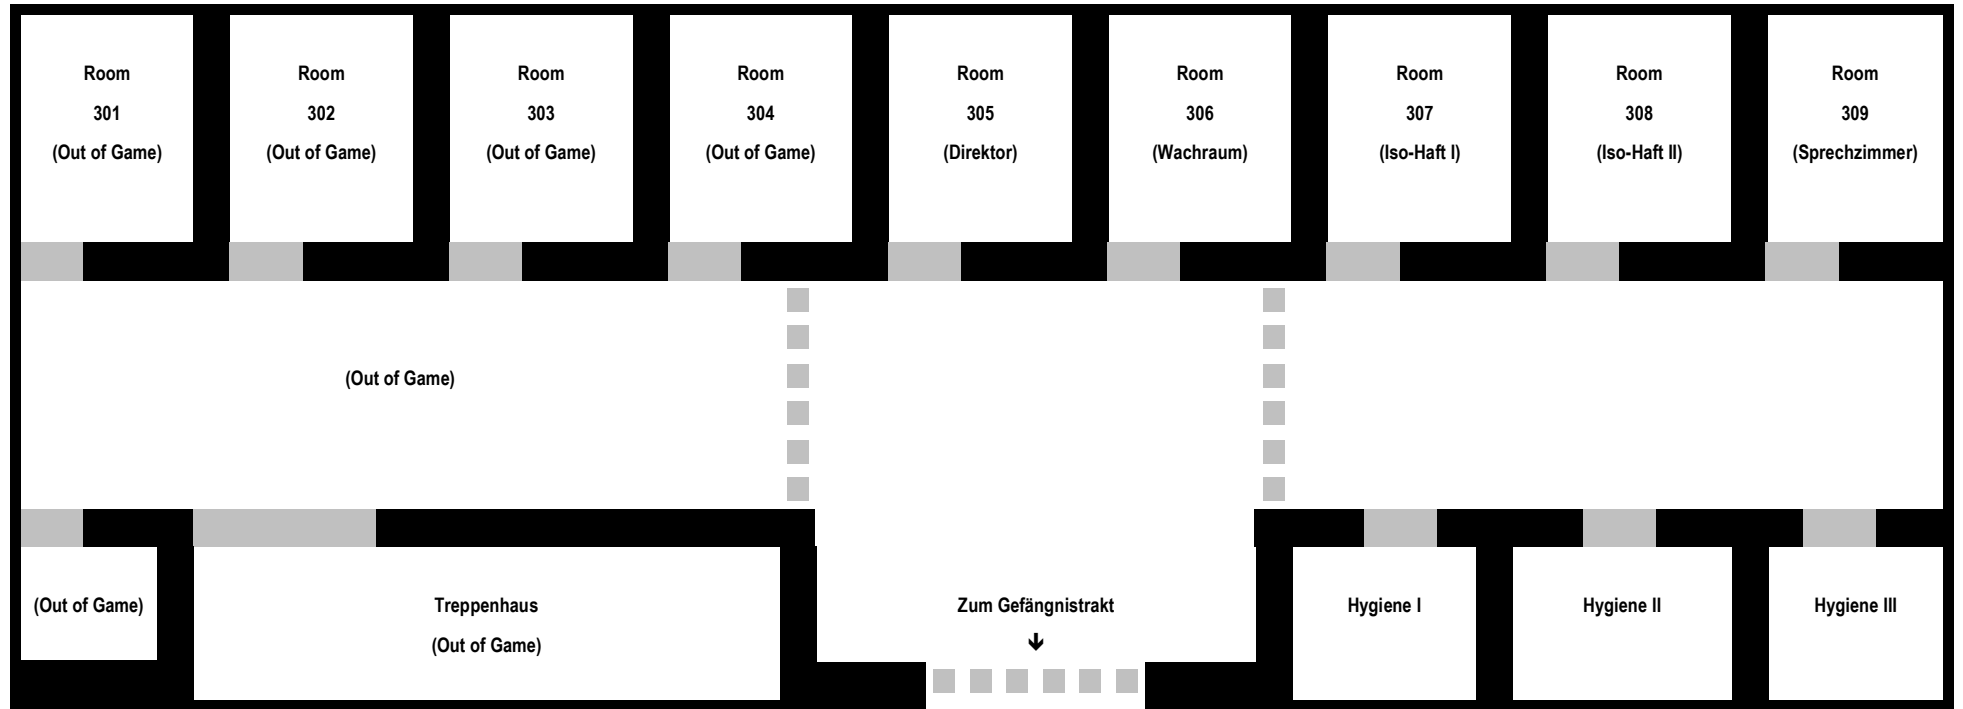 Room
301
(Out of Game)
Room
302
(Out of Game)
Room
303
(Out of Game)
Room
304
(Out of Game)
Room
305
(Direktor)
Room
306
(Wachraum)
Room
307
(Iso-Haft I)
Room
308
(Iso-Haft II)
Room
309
(Sprechzimmer)
(Out of Game)
(Out of Game)
Treppenhaus
(Out of Game)
Zum Gefängnistrakt
🡻
Hygiene I
Hygiene II
Hygiene III